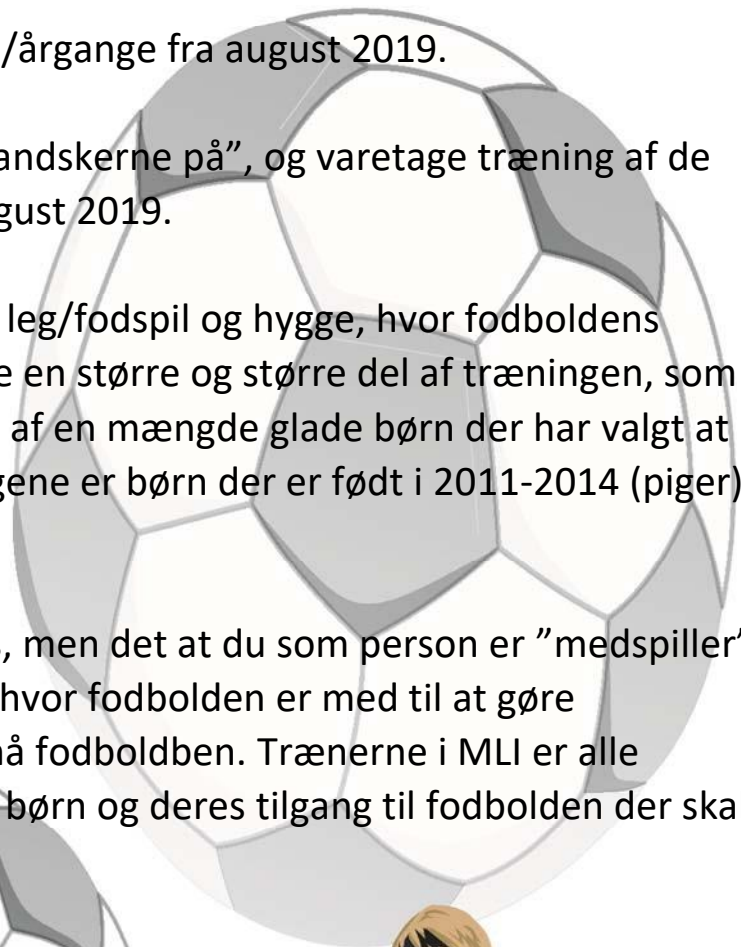 /årgange fra august 2019.
andskerne på”, og varetage træning af de
gust 2019.
leg/fodspil og hygge, hvor fodboldens
e en større og større del af træningen, som
af en mængde glade børn der har valgt at
gene er børn der er født i 2011-2014 (piger)
, men det at du som person er ”medspiller”
hvor fodbolden er med til at gøre
å fodboldben. Trænerne i MLI er alle
børn og deres tilgang til fodbolden der ska